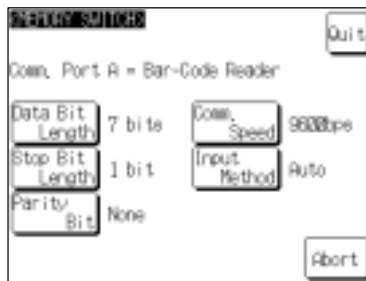 <MEMORY SWITCH>
Quit
Comm. Port A = Bar-Code Reader
Data Bit Length 7 bits
Comm. Speed 9600bps
Stop Bit Length 1 bit
Input Method Auto
Parity Bit None
Abort